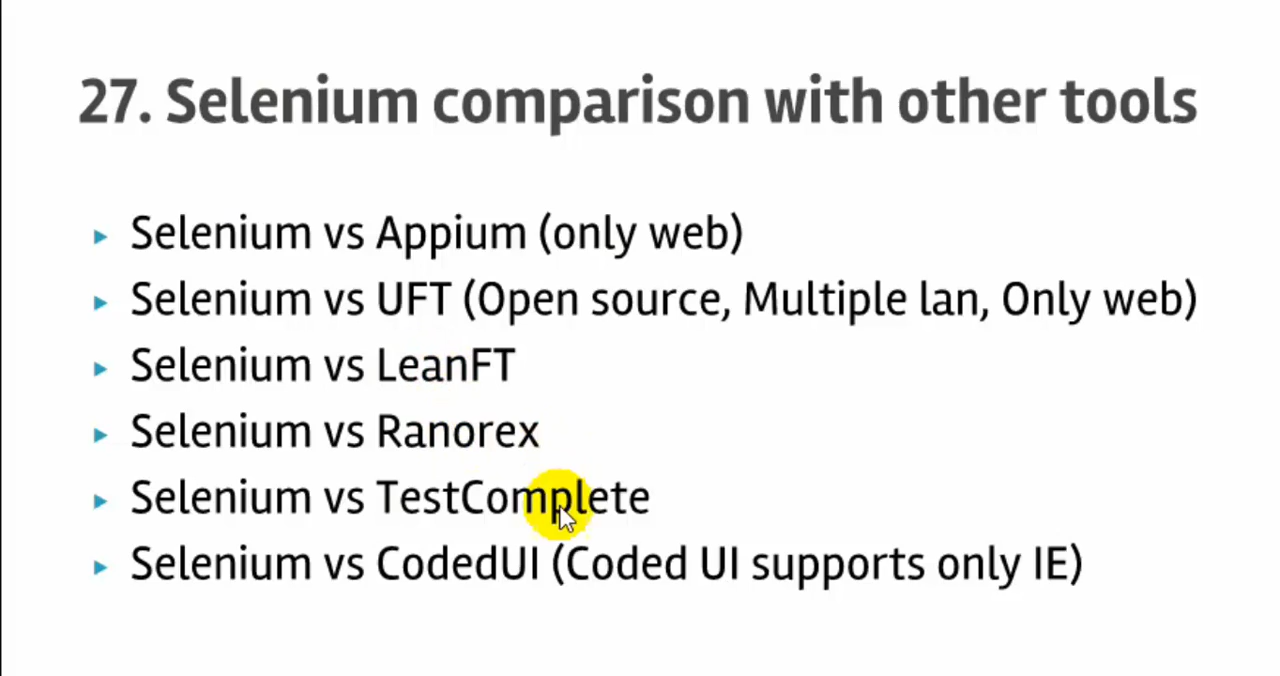 27. Selenium comparison with other tools
Selenium vs Appium (only web)
Selenium vs UFT (Open source, Multiple lan, Only web)
Selenium vs LeanFT
Selenium vs Ranorex
Selenium vs TestComplete
Selenium vs CodedUI (Coded UI supports only IE)